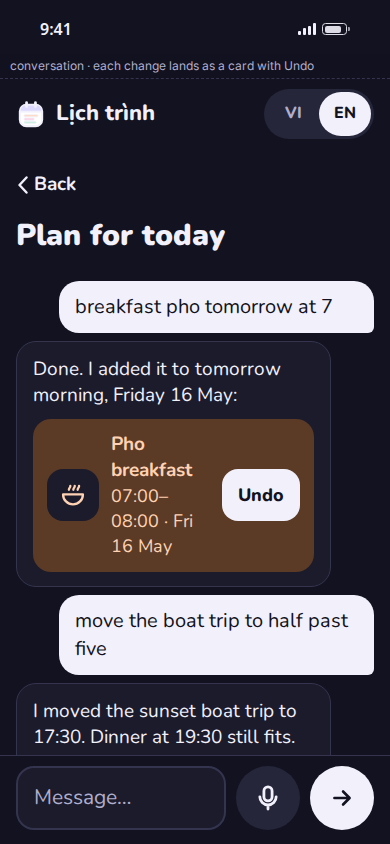 9:41
conversation · each change lands as a card with Undo
Lịch trình
VI
EN
Back
Plan for today
breakfast pho tomorrow at 7
Done. I added it to tomorrow
morning, Friday 16 May:
Pho
breakfast
07:00–
08:00 · Fri
16 May
Undo
move the boat trip to half past
five
I moved the sunset boat trip to
17:30. Dinner at 19:30 still fits.
Message...